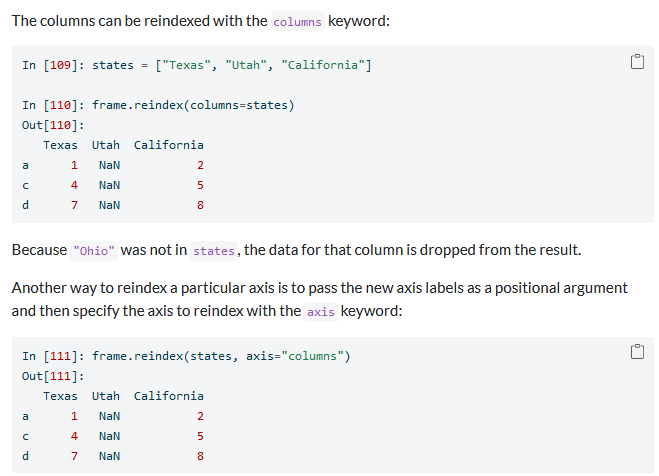 The columns can be reindexed with the columns keyword:
In [109]: states = ["Texas", "Utah", "California"]
In [110]: frame.reindex(columns=states)
Out[110]:
   Texas  Utah  California
a      1   NaN           2
c      4   NaN           5
d      7   NaN           8
Because "Ohio" was not in states, the data for that column is dropped from the result.
Another way to reindex a particular axis is to pass the new axis labels as a positional argument
and then specify the axis to reindex with the axis keyword:
In [111]: frame.reindex(states, axis="columns")
Out[111]:
   Texas  Utah  California
a      1   NaN           2
c      4   NaN           5
d      7   NaN           8